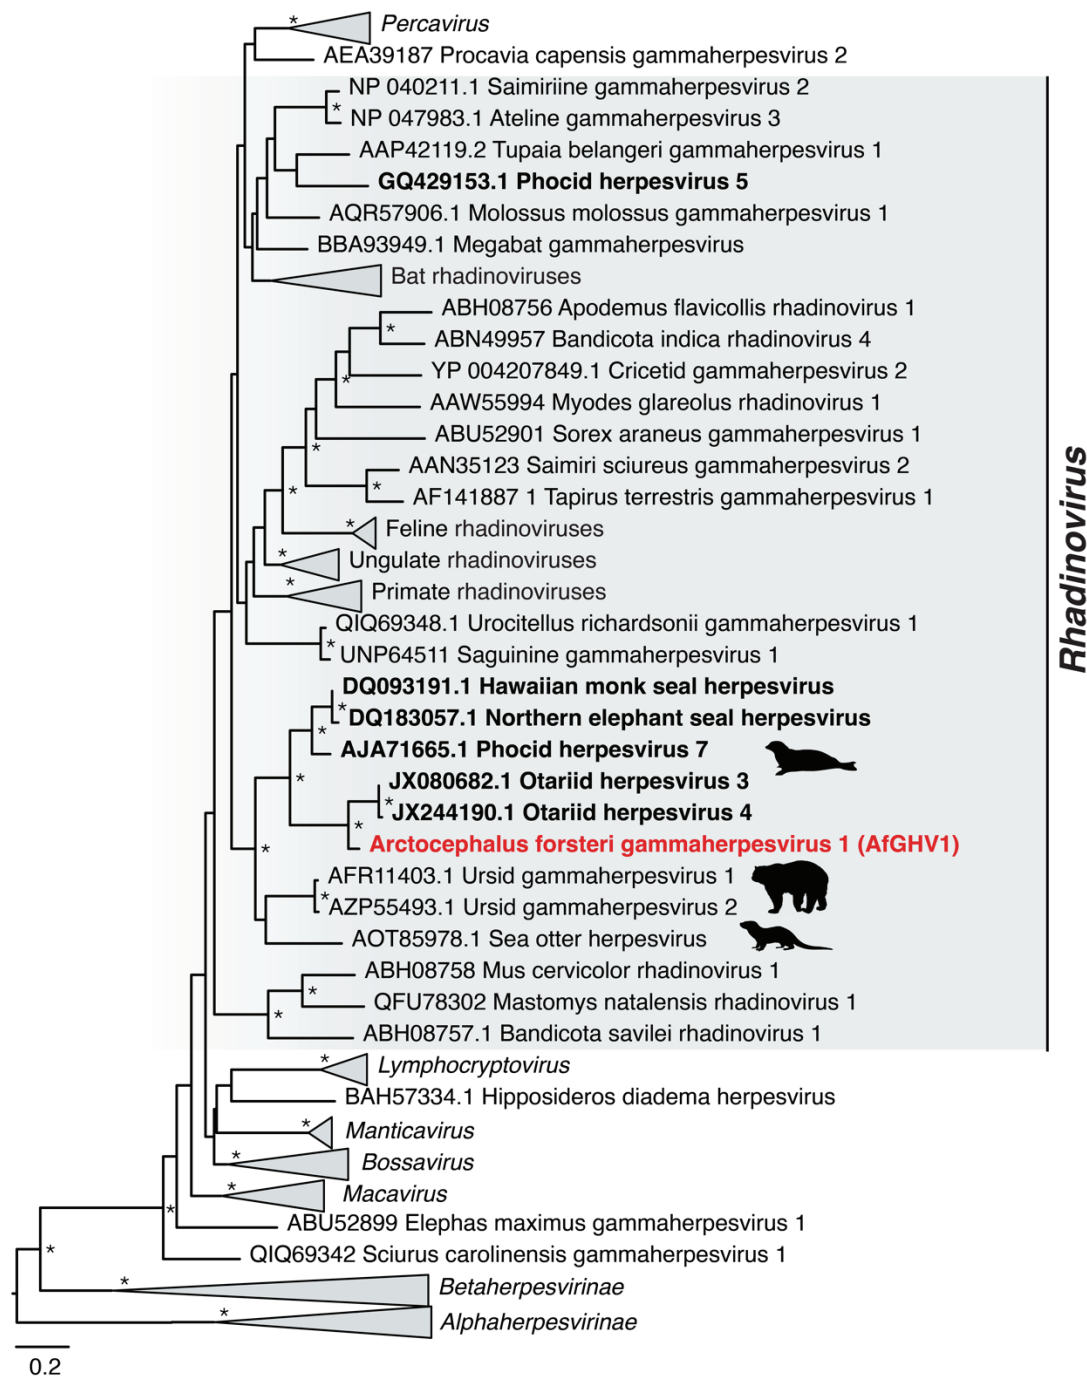 Percavirus
AEA39187 Procavia capensis gammaherpesvirus 2
NP 040211.1 Saimiriine gammaherpesvirus 2
NP 047983.1 Ateline gammaherpesvirus 3
AAP42119.2 Tupaia belangeri gammaherpesvirus 1
GQ429153.1 Phocid herpesvirus 5
AQR57906.1 Molossus molossus gammaherpesvirus 1
BBA93949.1 Megabat gammaherpesvirus
Bat rhadinoviruses
ABH08756 Apodemus flavicollis rhadinovirus 1
ABN49957 Bandicota indica rhadinovirus 4
YP 004207849.1 Cricetid gammaherpesvirus 2
AAW55994 Myodes glareolus rhadinovirus 1
ABU52901 Sorex araneus gammaherpesvirus 1
AAN35123 Saimiri sciureus gammaherpesvirus 2
AF141887 1 Tapirus terrestris gammaherpesvirus 1
Feline rhadinoviruses
Ungulate rhadinoviruses
Primate rhadinoviruses
QIQ69348.1 Urocitellus richardsonii gammaherpesvirus 1
UNP64511 Saguinine gammaherpesvirus 1
DQ093191.1 Hawaiian monk seal herpesvirus
DQ183057.1 Northern elephant seal herpesvirus
AJA71665.1 Phocid herpesvirus 7
JX080682.1 Otariid herpesvirus 3
JX244190.1 Otariid herpesvirus 4
Arctocephalus forsteri gammaherpesvirus 1 (AfGHV1)
AFR11403.1 Ursid gammaherpesvirus 1
AZP55493.1 Ursid gammaherpesvirus 2
AOT85978.1 Sea otter herpesvirus
ABH08758 Mus cervicolor rhadinovirus 1
QFU78302 Mastomys natalensis rhadinovirus 1
ABH08757.1 Bandicota savilei rhadinovirus 1
Rhadinovirus
Lymphocryptovirus
BAH57334.1 Hipposideros diadema herpesvirus
Manticavirus
Bossavirus
Macavirus
ABU52899 Elephas maximus gammaherpesvirus 1
QIQ69342 Sciurus carolinensis gammaherpesvirus 1
Betaherpesvirinae
Alphaherpesvirinae
0.2